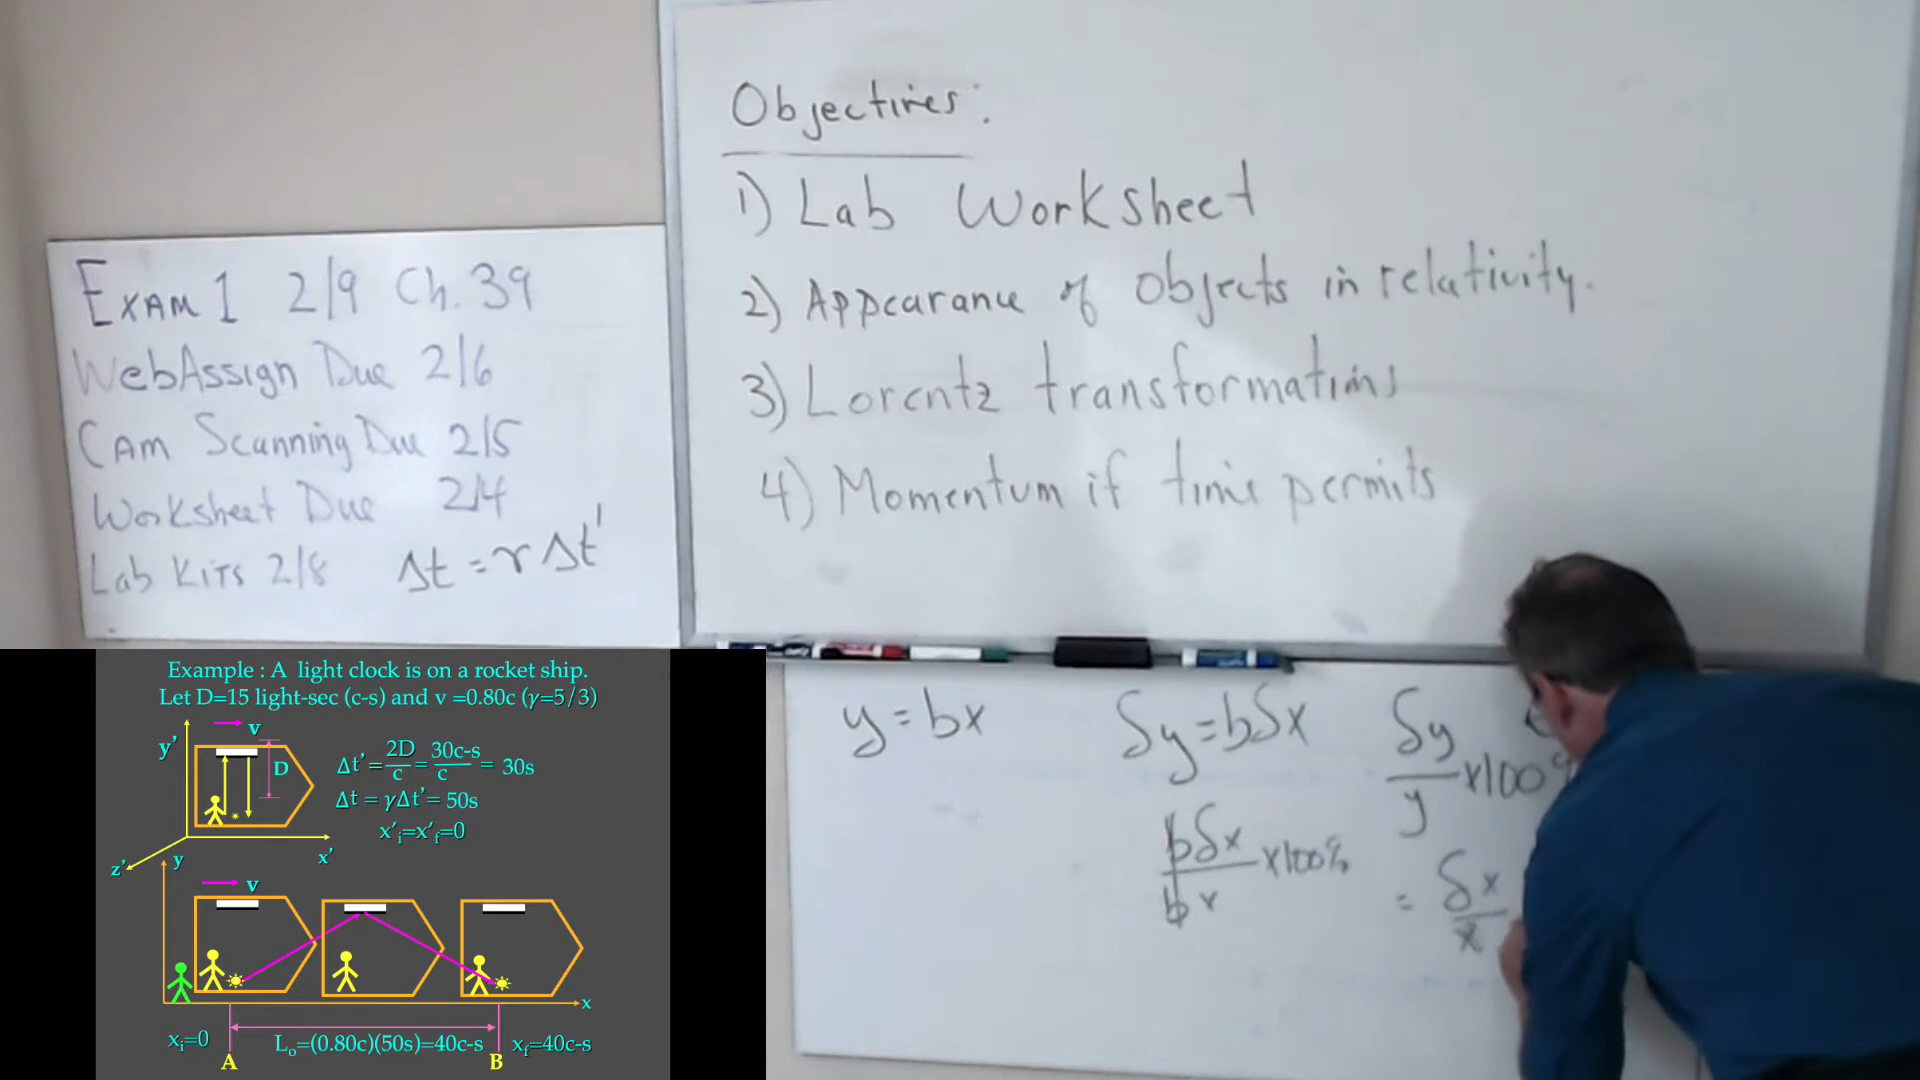 Objectives:
1) Lab Worksheet
2) Appearance of Objects in relativity.
3) Lorentz transformations
4) Momentum if time permits
Exam 1 2/9 Ch. 39
WebAssign Due 2/6
Cam Scanning Due 2/5
Worksheet Due 2/4
Lab Kits 2/8 Δt = γ Δt'
Example : A light clock is on a rocket ship.
Let D=15 light-sec (c-s) and v =0.80c (γ=5/3)
v
y'
D
Δt' = 2D/c = 30c-s/c = 30s
Δt = γΔt' = 50s
x'i=x'f=0
x'
z'
y
v
x
xi=0
Lo=(0.80c)(50s)=40c-s
xf=40c-s
A
B
y = bx δy = bδx δy/y x100%
bδx/bx x100% = δx/x